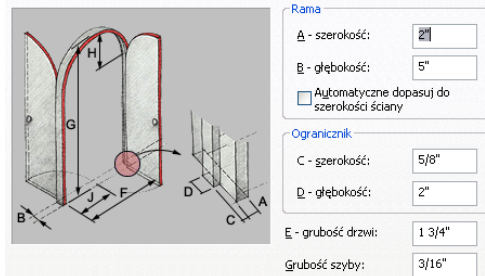 H
G
J
F
B
D
C
A
Rama
A - szerokość: 2"
B - głębokość: 5"
Automatyczne dopasuj do
szerokości ściany
Ogranicznik
C - szerokość: 5/8"
D - głębokość: 2"
E - grubość drzwi: 1 3/4"
Grubość szyby: 3/16"